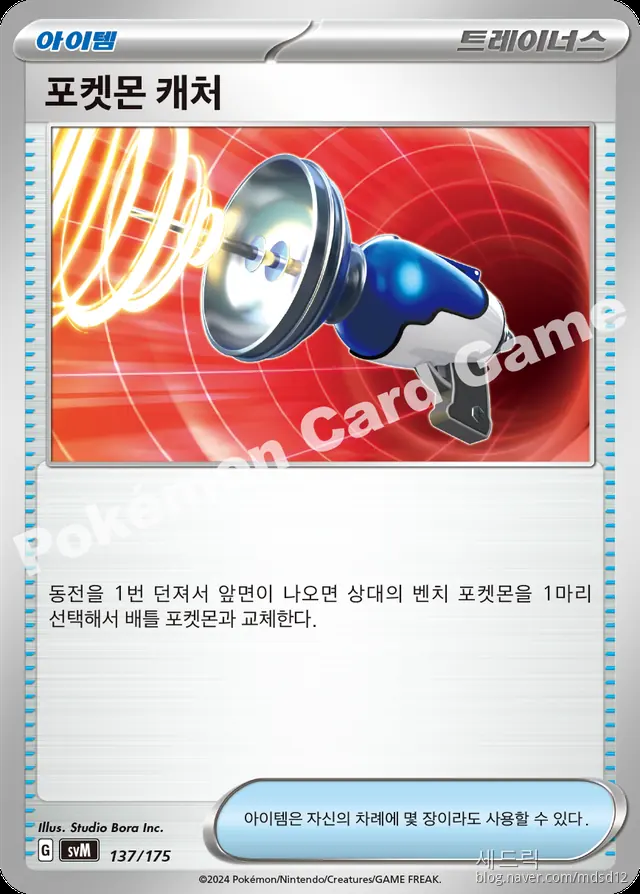 아이템
트레이너스
포켓몬 캐처
Pokémon Card Game
동전을 1번 던져서 앞면이 나오면 상대의 벤치 포켓몬을 1마리
선택해서 배틀 포켓몬과 교체한다.
Illus. Studio Bora Inc.
아이템은 자신의 차례에 몇 장이라도 사용할 수 있다.
G svM 137/175
©2024 Pokémon/Nintendo/Creatures/GAME FREAK.
세드릭
blog.naver.com/mdsd12